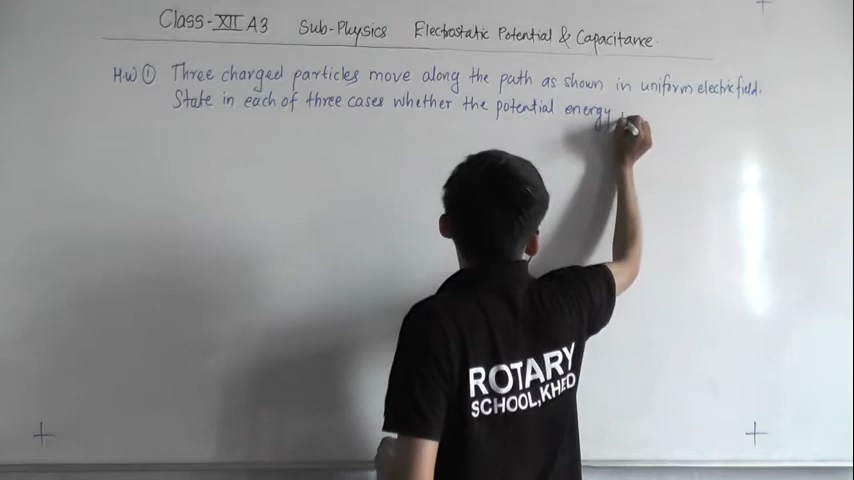 Class-XII A3 Sub-Physics Electrostatic Potential & Capacitance.
H.W ① Three charged particles move along the path as shown in uniform electric field.
State in each of three cases whether the potential energy
ROTARY
SCHOOL,KHED